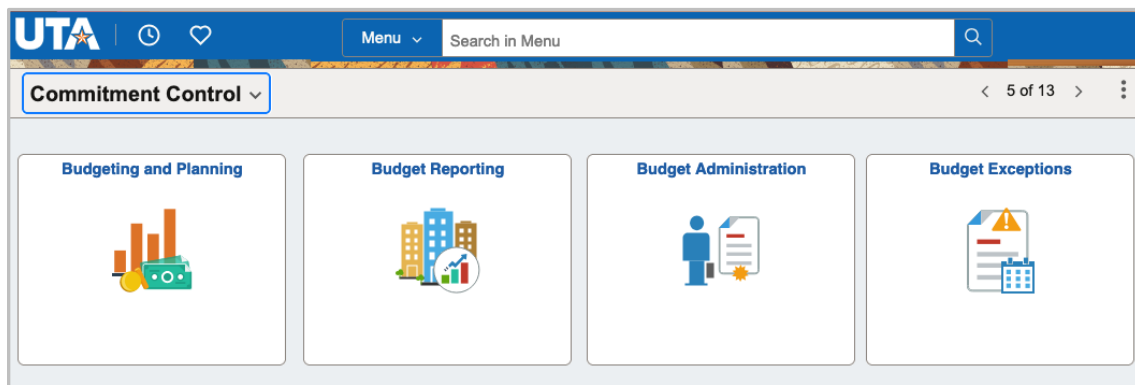 UTA
Menu
Search in Menu
Commitment Control
5 of 13
Budgeting and Planning
Budget Reporting
Budget Administration
Budget Exceptions